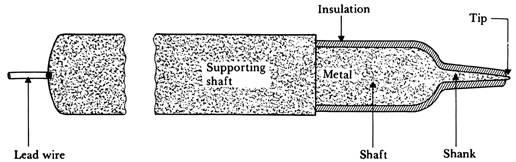 Insulation
Tip
Supporting
shaft
Metal
Lead wire
Shaft
Shank